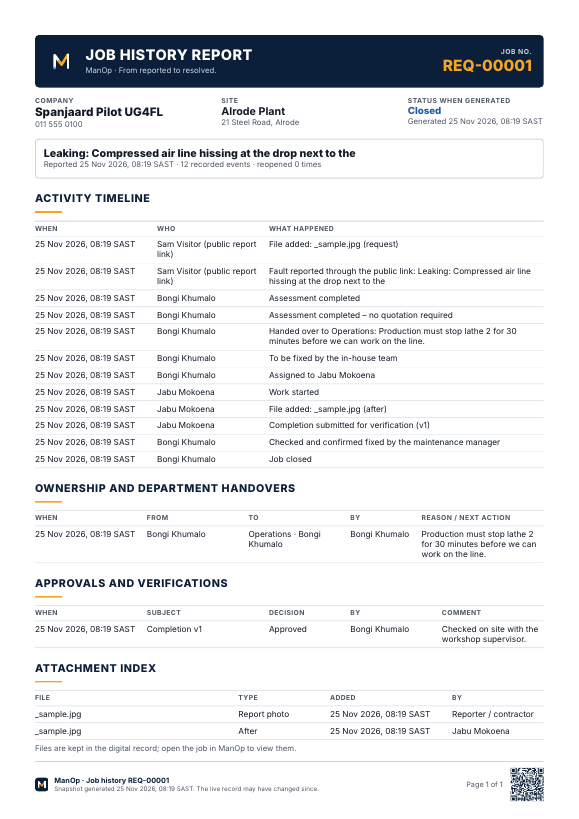 JOB HISTORY REPORT
ManOp · From reported to resolved.
JOB NO.
REQ-00001
COMPANY
Spanjaard Pilot UG4FL
011 555 0100
SITE
Alrode Plant
21 Steel Road, Alrode
STATUS WHEN GENERATED
Closed
Generated 25 Nov 2026, 08:19 SAST
Leaking: Compressed air line hissing at the drop next to the
Reported 25 Nov 2026, 08:19 SAST · 12 recorded events · reopened 0 times
ACTIVITY TIMELINE
WHEN WHO WHAT HAPPENED
25 Nov 2026, 08:19 SAST Sam Visitor (public report File added: _sample.jpg (request)
link)
25 Nov 2026, 08:19 SAST Sam Visitor (public report Fault reported through the public link: Leaking: Compressed air line
link) hissing at the drop next to the
25 Nov 2026, 08:19 SAST Bongi Khumalo Assessment completed
25 Nov 2026, 08:19 SAST Bongi Khumalo Assessment completed – no quotation required
25 Nov 2026, 08:19 SAST Bongi Khumalo Handed over to Operations: Production must stop lathe 2 for 30
minutes before we can work on the line.
25 Nov 2026, 08:19 SAST Bongi Khumalo To be fixed by the in-house team
25 Nov 2026, 08:19 SAST Bongi Khumalo Assigned to Jabu Mokoena
25 Nov 2026, 08:19 SAST Jabu Mokoena Work started
25 Nov 2026, 08:19 SAST Jabu Mokoena File added: _sample.jpg (after)
25 Nov 2026, 08:19 SAST Jabu Mokoena Completion submitted for verification (v1)
25 Nov 2026, 08:19 SAST Bongi Khumalo Checked and confirmed fixed by the maintenance manager
25 Nov 2026, 08:19 SAST Bongi Khumalo Job closed
OWNERSHIP AND DEPARTMENT HANDOVERS
WHEN FROM TO BY REASON / NEXT ACTION
25 Nov 2026, 08:19 SAST Bongi Khumalo Operations · Bongi Bongi Khumalo Production must stop lathe 2
Khumalo for 30 minutes before we can
work on the line.
APPROVALS AND VERIFICATIONS
WHEN SUBJECT DECISION BY COMMENT
25 Nov 2026, 08:19 SAST Completion v1 Approved Bongi Khumalo Checked on site with the
workshop supervisor.
ATTACHMENT INDEX
FILE TYPE ADDED BY
_sample.jpg Report photo 25 Nov 2026, 08:19 SAST Reporter / contractor
_sample.jpg After 25 Nov 2026, 08:19 SAST Jabu Mokoena
Files are kept in the digital record; open the job in ManOp to view them.
ManOp · Job history REQ-00001
Snapshot generated 25 Nov 2026, 08:19 SAST. The live record may have changed since.
Page 1 of 1